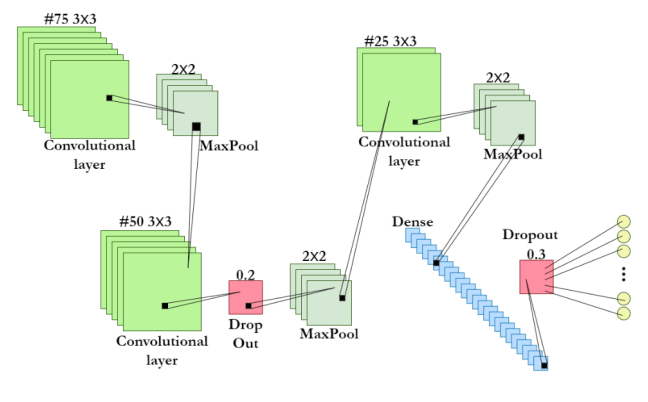 #75 3X3
2X2
Convolutional
layer
MaxPool
#50 3X3
0.2
2X2
Convolutional
layer
Drop
Out
MaxPool
#25 3X3
2X2
Convolutional
layer
MaxPool
Dense
Dropout
0.3